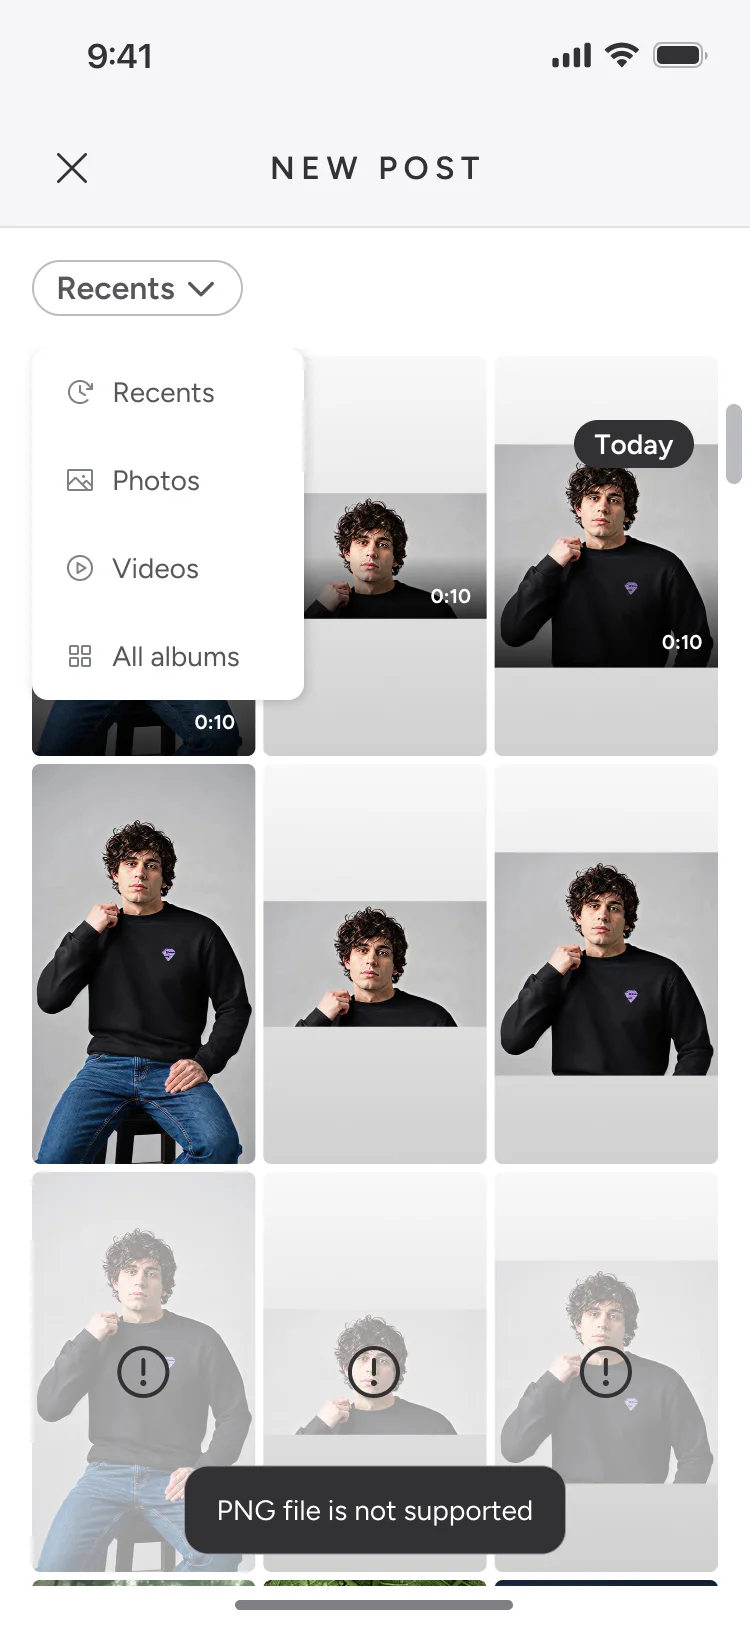 9:41
NEW POST
Recents
Recents
Photos
Videos
All albums
Today
0:10
0:10
0:10
PNG file is not supported